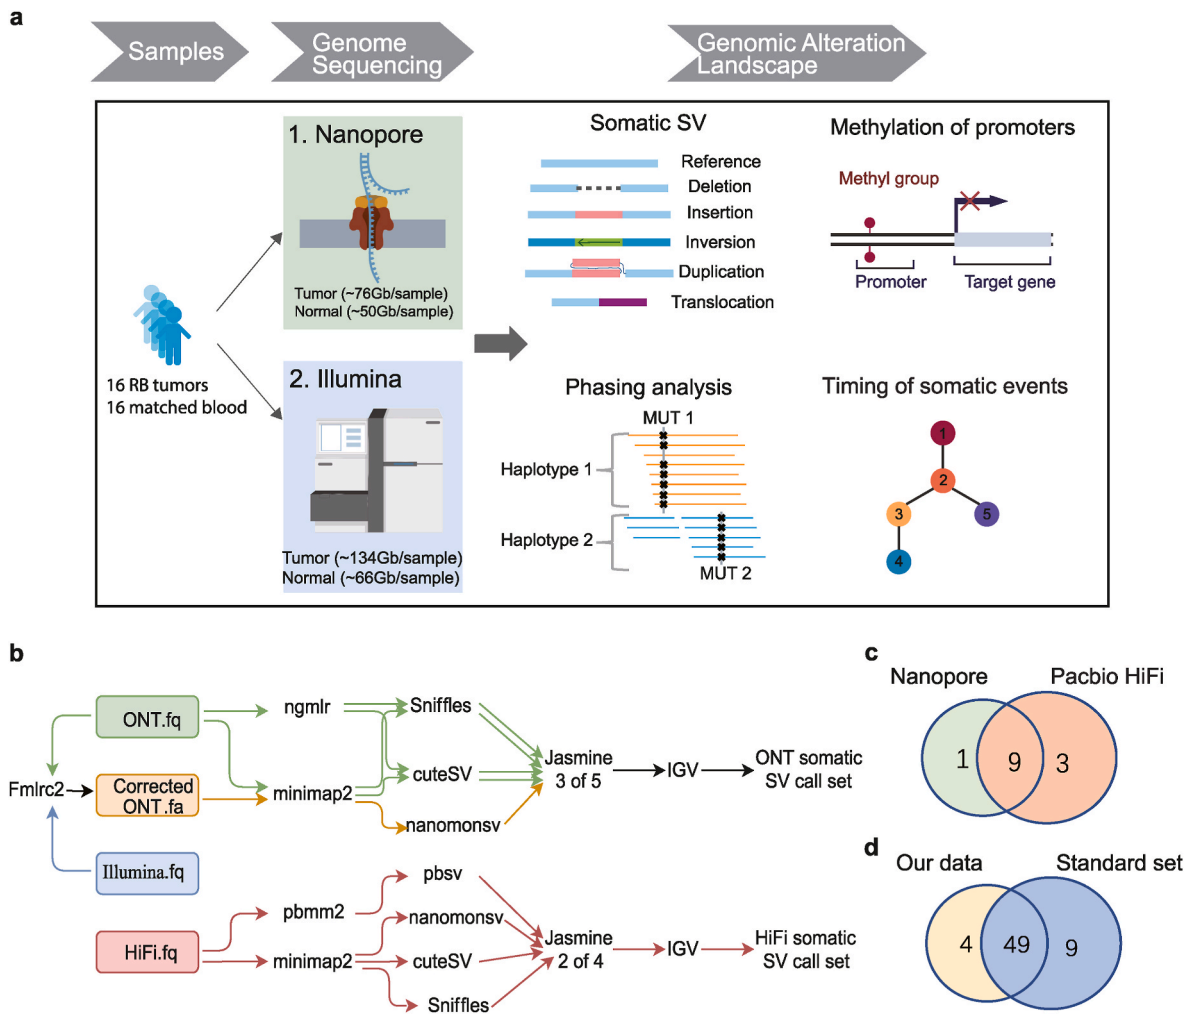 a
Samples
Genome
Sequencing
Genomic Alteration
Landscape
1. Nanopore
Tumor (~76Gb/sample)
Normal (~50Gb/sample)
16 RB tumors
16 matched blood
2. Illumina
Tumor (~134Gb/sample)
Normal (~66Gb/sample)
Somatic SV
Reference
Deletion
Insertion
Inversion
Duplication
Translocation
Methylation of promoters
Methyl group
Promoter
Target gene
Phasing analysis
MUT 1
Haplotype 1
Haplotype 2
MUT 2
Timing of somatic events
1
2
3
5
4
b
ONT.fq
Fmlrc2
Corrected
ONT.fa
Illumina.fq
HiFi.fq
ngmlr
minimap2
pbmm2
minimap2
Sniffles
cuteSV
nanomonsv
pbsv
nanomonsv
cuteSV
Sniffles
Jasmine
3 of 5
IGV
ONT somatic
SV call set
Jasmine
2 of 4
IGV
HiFi somatic
SV call set
c
Nanopore
Pacbio HiFi
1
9
3
d
Our data
Standard set
4
49
9